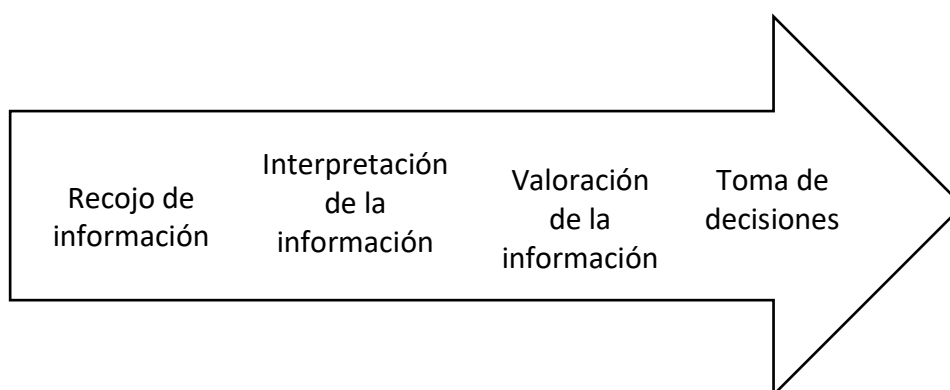 Recojo de
información
Interpretación
de la
información
Valoración
de la
información
Toma de
decisiones